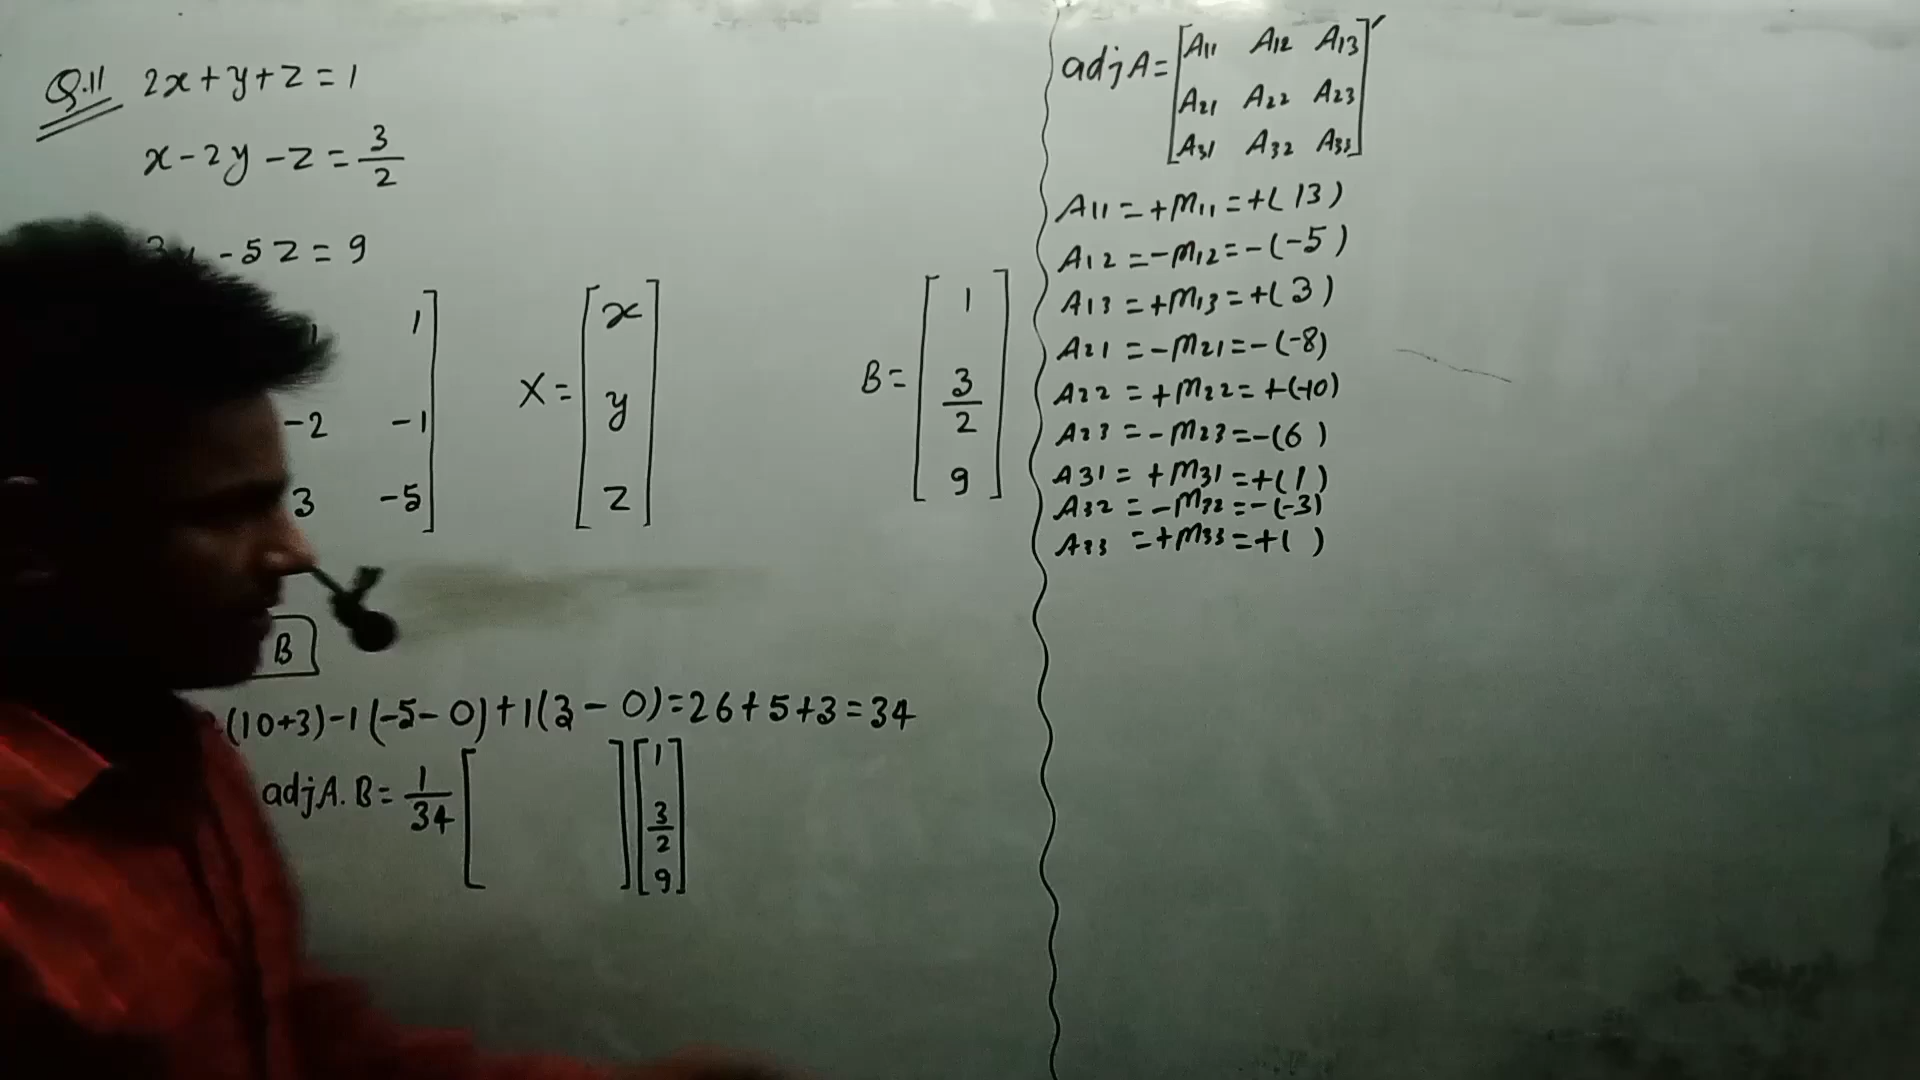 Q.11 2x+y+z=1
x-2y-z=3/2
3y-5z=9
1
-2 -1
3 -5
X=[x y z]
B=[1 3/2 9]
B
(10+3)-1(-5-0)+1(3-0)=26+5+3=34
adjA.B=1/34[ ][1 3/2 9]
adjA=[A11 A12 A13
A21 A22 A23
A31 A32 A33]'
A11=+M11=+(13)
A12=-M12=-(-5)
A13=+M13=+(3)
A21=-M21=-(-8)
A22=+M22=+(-10)
A23=-M23=-(6)
A31=+M31=+(1)
A32=-M32=-(-3)
A33=+M33=+( )